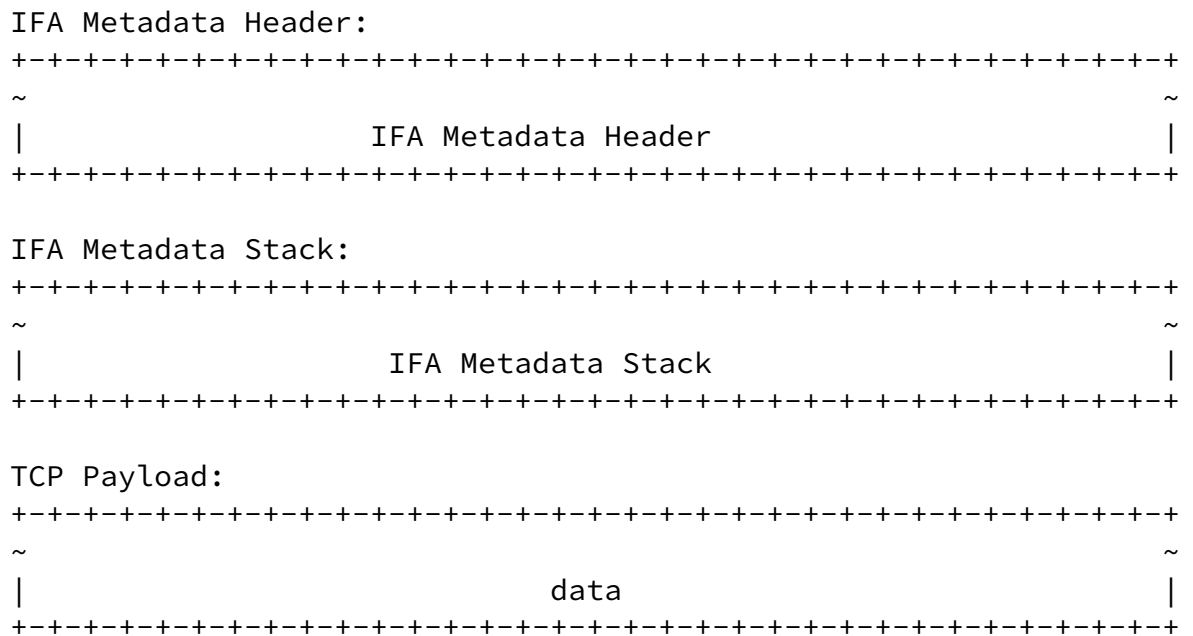 IFA Metadata Header:
+-+-+-+-+-+-+-+-+-+-+-+-+-+-+-+-+-+-+-+-+-+-+-+-+-+-+-+-+-+-+-+-+
~                                                               ~
|                   IFA Metadata Header                         |
+-+-+-+-+-+-+-+-+-+-+-+-+-+-+-+-+-+-+-+-+-+-+-+-+-+-+-+-+-+-+-+-+
IFA Metadata Stack:
+-+-+-+-+-+-+-+-+-+-+-+-+-+-+-+-+-+-+-+-+-+-+-+-+-+-+-+-+-+-+-+-+
~                                                               ~
|                    IFA Metadata Stack                         |
+-+-+-+-+-+-+-+-+-+-+-+-+-+-+-+-+-+-+-+-+-+-+-+-+-+-+-+-+-+-+-+-+
TCP Payload:
+-+-+-+-+-+-+-+-+-+-+-+-+-+-+-+-+-+-+-+-+-+-+-+-+-+-+-+-+-+-+-+-+
~                                                               ~
|                             data                              |
+-+-+-+-+-+-+-+-+-+-+-+-+-+-+-+-+-+-+-+-+-+-+-+-+-+-+-+-+-+-+-+-+